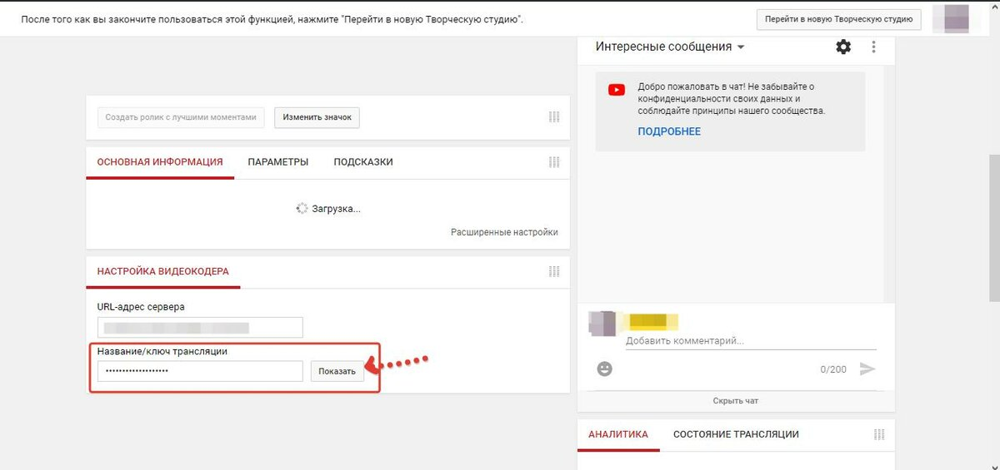 После того как вы закончите пользоваться этой функцией, нажмите "Перейти в новую Творческую студию".
Перейти в новую Творческую студию
Интересные сообщения
Добро пожаловать в чат! Не забывайте о
конфиденциальности своих данных и
соблюдайте принципы нашего сообщества.
ПОДРОБНЕЕ
Создать ролик с лучшими моментами
Изменить значок
ОСНОВНАЯ ИНФОРМАЦИЯ
ПАРАМЕТРЫ
ПОДСКАЗКИ
Загрузка...
Расширенные настройки
НАСТРОЙКА ВИДЕОКОДЕРА
URL-адрес сервера
Название/ключ трансляции
•••••••••••••••••••
Показать
Добавить комментарий...
0/200
Скрыть чат
АНАЛИТИКА
СОСТОЯНИЕ ТРАНСЛЯЦИИ